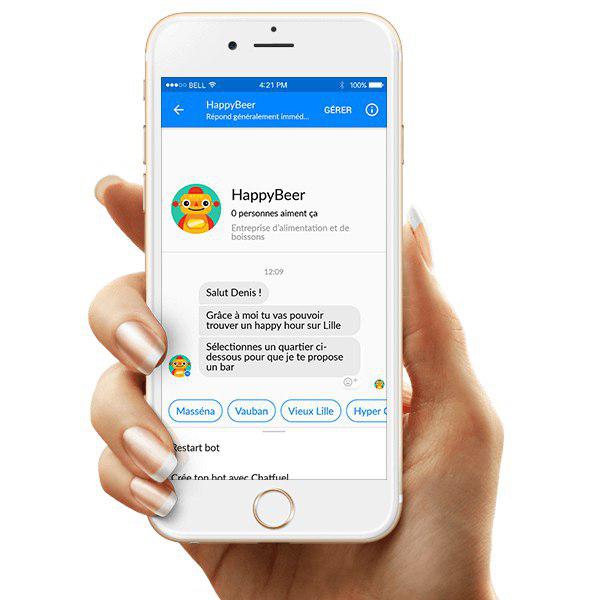 BELL 4:21 PM 100%
HappyBeer
Répond généralement imméd...
GÉRER
HappyBeer
0 personnes aiment ça
Entreprise d'alimentation et de
boissons
12:09
Salut Denis !
Grâce à moi tu vas pouvoir
trouver un happy hour sur Lille
Sélectionnes un quartier ci-
dessous pour que je te propose
un bar
Masséna Vauban Vieux Lille Hyper
Restart bot
Crée ton bot avec Chatfuel